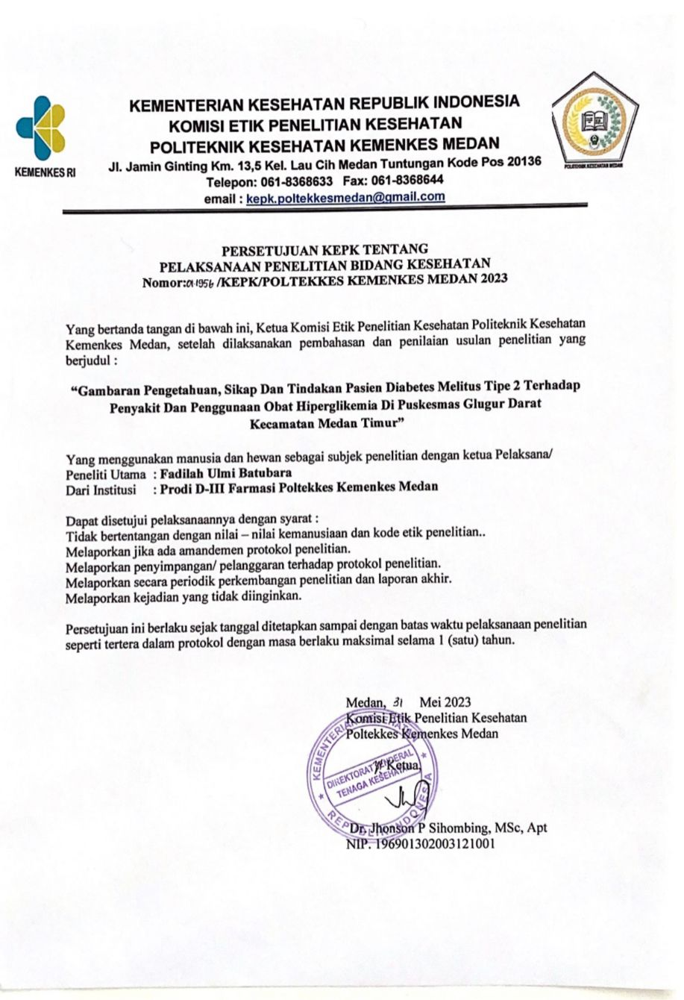 KEMENTERIAN KESEHATAN REPUBLIK INDONESIA
KOMISI ETIK PENELITIAN KESEHATAN
POLITEKNIK KESEHATAN KEMENKES MEDAN
Jl. Jamin Ginting Km. 13,5 Kel. Lau Cih Medan Tuntungan Kode Pos 20136
Telepon: 061-8368633 Fax: 061-8368644
email : kepk.poltekkesmedan@gmail.com
KEMENKES RI
POLITEKNIK KESEHATAN MEDAN
PERSETUJUAN KEPK TENTANG
PELAKSANAAN PENELITIAN BIDANG KESEHATAN
Nomor:01.1956 /KEPK/POLTEKKES KEMENKES MEDAN 2023
Yang bertanda tangan di bawah ini, Ketua Komisi Etik Penelitian Kesehatan Politeknik Kesehatan
Kemenkes Medan, setelah dilaksanakan pembahasan dan penilaian usulan penelitian yang
berjudul :
“Gambaran Pengetahuan, Sikap Dan Tindakan Pasien Diabetes Melitus Tipe 2 Terhadap
Penyakit Dan Penggunaan Obat Hiperglikemia Di Puskesmas Glugur Darat
Kecamatan Medan Timur”
Yang menggunakan manusia dan hewan sebagai subjek penelitian dengan ketua Pelaksana/
Peneliti Utama : Fadilah Ulmi Batubara
Dari Institusi : Prodi D-III Farmasi Poltekkes Kemenkes Medan
Dapat disetujui pelaksanaannya dengan syarat :
Tidak bertentangan dengan nilai – nilai kemanusiaan dan kode etik penelitian..
Melaporkan jika ada amandemen protokol penelitian.
Melaporkan penyimpangan/ pelanggaran terhadap protokol penelitian.
Melaporkan secara periodik perkembangan penelitian dan laporan akhir.
Melaporkan kejadian yang tidak diinginkan.
Persetujuan ini berlaku sejak tanggal ditetapkan sampai dengan batas waktu pelaksanaan penelitian
seperti tertera dalam protokol dengan masa berlaku maksimal selama 1 (satu) tahun.
Medan, 31 Mei 2023
Komisi Etik Penelitian Kesehatan
Poltekkes Kemenkes Medan
Ketua,
KEMENTERIAN KESEHATAN
DIREKTORAT JENDERAL
TENAGA KESEHATAN
REPUBLIK INDONESIA
Dr. Jhonson P Sihombing, MSc, Apt
NIP. 196901302003121001